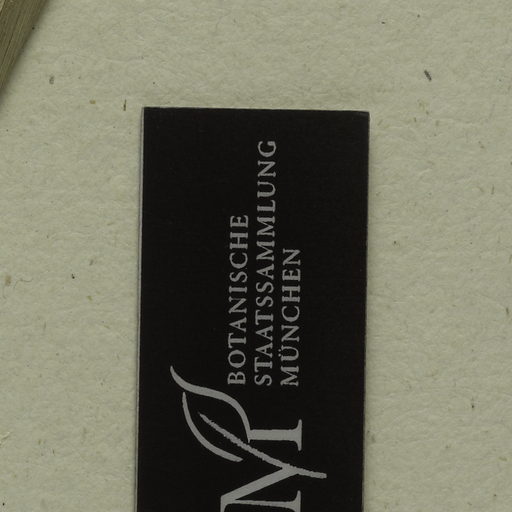 BOTANISCHE
STAATSSAMMLUNG
MÜNCHEN
M